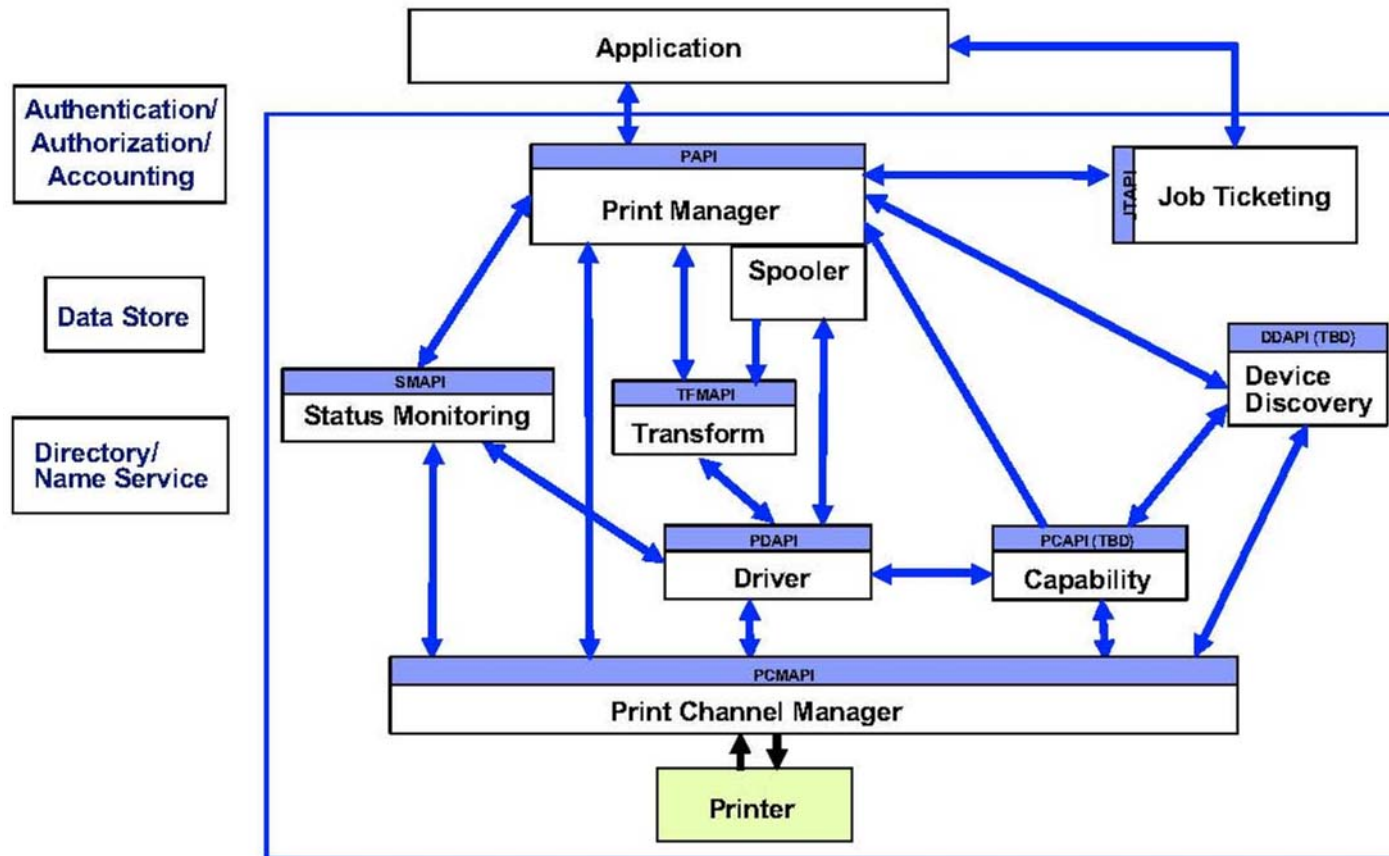 Application
Authentication/
Authorization/
Accounting
PAPI
Print Manager
JTAPI
Job Ticketing
Spooler
Data Store
DDAPI (TBD)
Device
Discovery
SMAPI
Status Monitoring
TFMAPI
Transform
Directory/
Name Service
PDAPI
Driver
PCAPI (TBD)
Capability
PCMAPI
Print Channel Manager
Printer